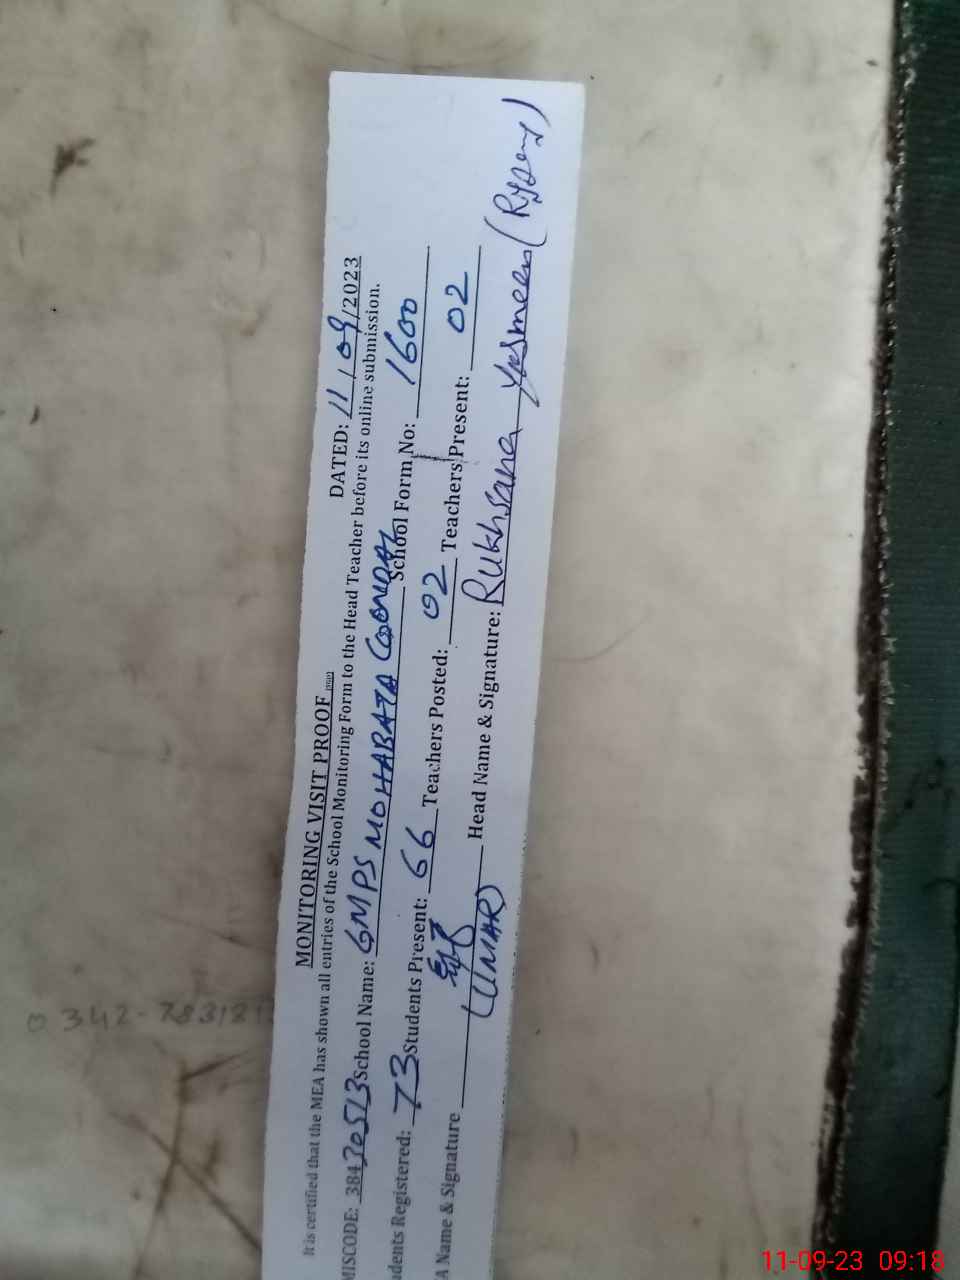 MONITORING VISIT PROOF
DATED: 11/09/2023
It is certified that the MEA has shown all entries of the School Monitoring Form to the Head Teacher before its online submission.
MISCODE: 38430513 School Name: GMPS MOHABATA GONDAL School Form No: 1600
dents Registered: 73 Students Present: 66 Teachers Posted: 02 Teachers Present: 02
A Name & Signature (UMAR) Head Name & Signature: Rukhsana Yasmeen
11-09-23 09:18